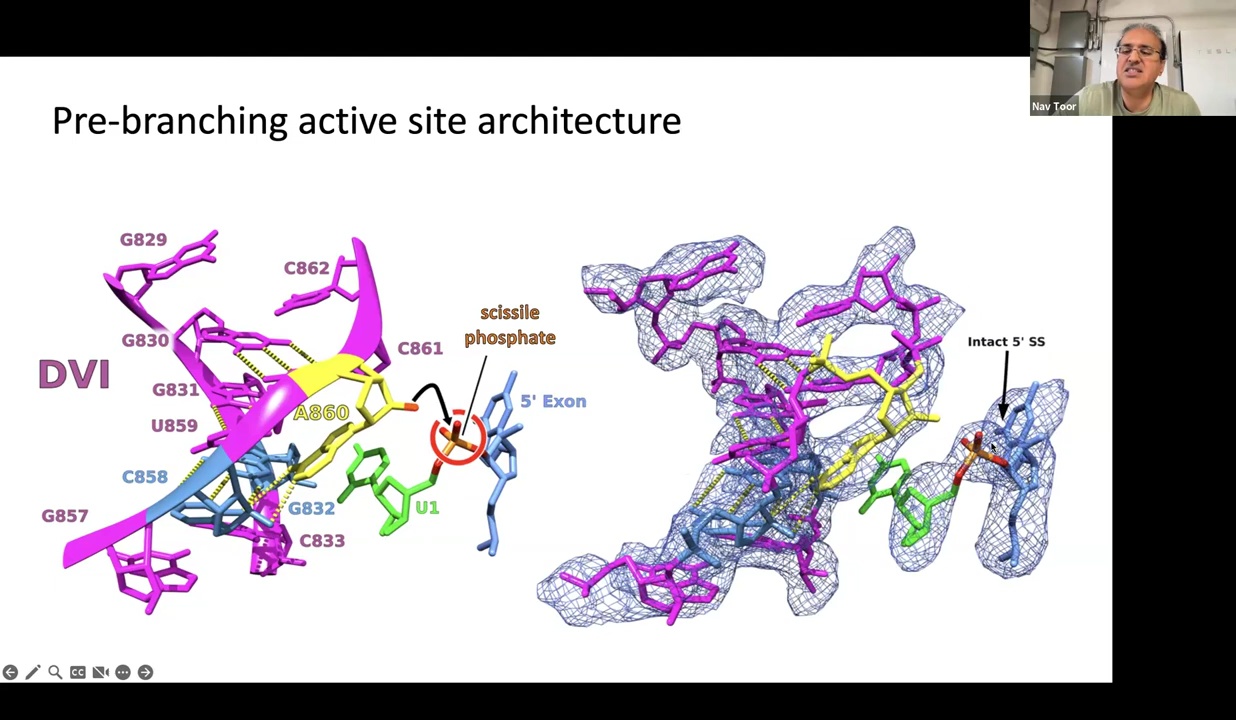 Nav Toor
Pre-branching active site architecture
G829
C862
scissile
phosphate
G830
C861
DVI
G831
A860
5' Exon
U859
C858
G832
U1
G857
C833
Intact 5' SS
CC